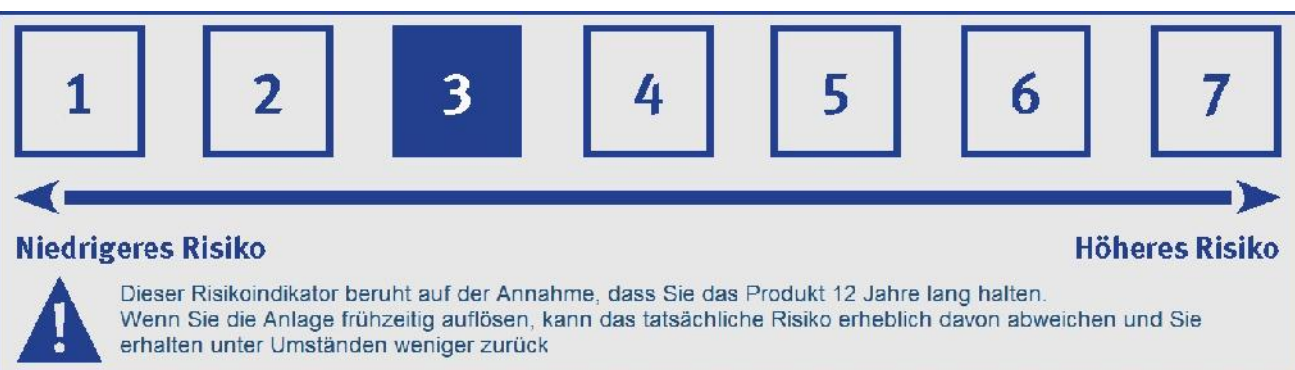 1 2 3 4 5 6 7
Niedrigeres Risiko Höheres Risiko
Dieser Risikoindikator beruht auf der Annahme, dass Sie das Produkt 12 Jahre lang halten.
Wenn Sie die Anlage frühzeitig auflösen, kann das tatsächliche Risiko erheblich davon abweichen und Sie
erhalten unter Umständen weniger zurück